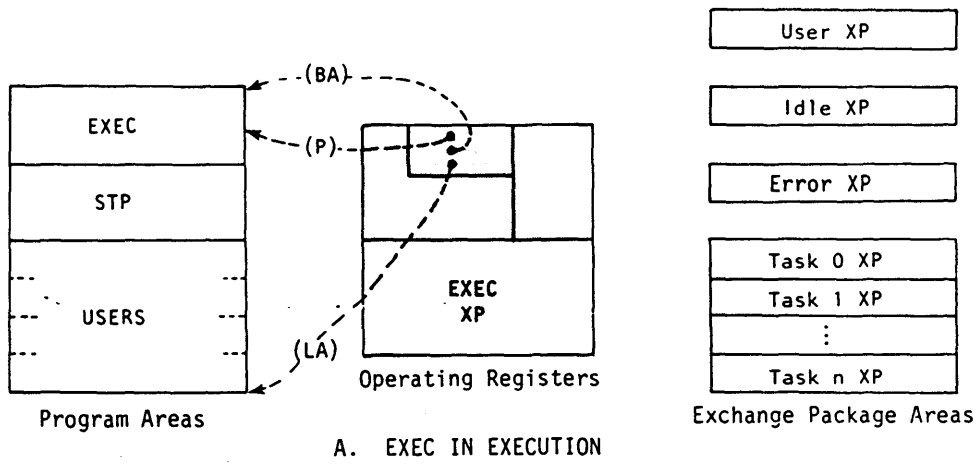 User XP
(BA)
Idle XP
EXEC
(P)
Error XP
STP
Task 0 XP
Task 1 XP
EXEC
XP
USERS
⋮
(LA)
Task n XP
Operating Registers
Program Areas
Exchange Package Areas
A. EXEC IN EXECUTION